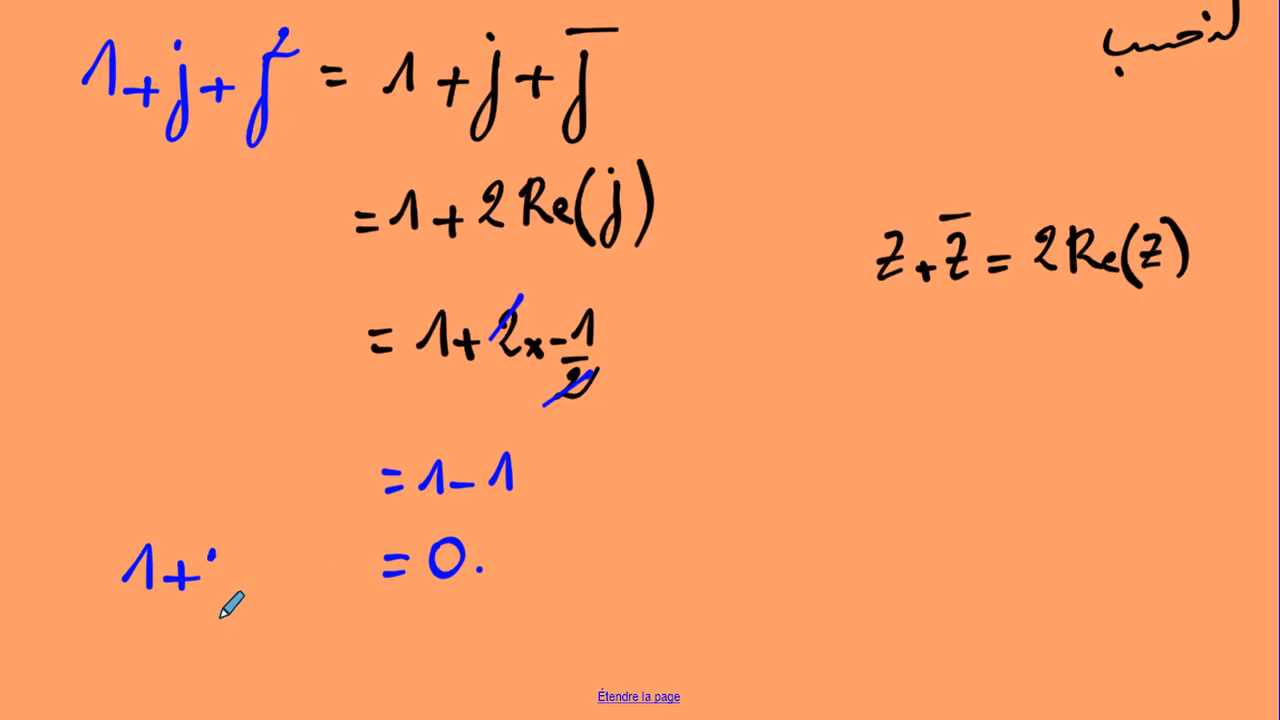 لنحسب
1+j+j² = 1+j+j̅
= 1+2Re(j)
z+z̅ = 2Re(z)
= 1+2×-1/2
= 1-1
= 0.
1+
Étendre la page